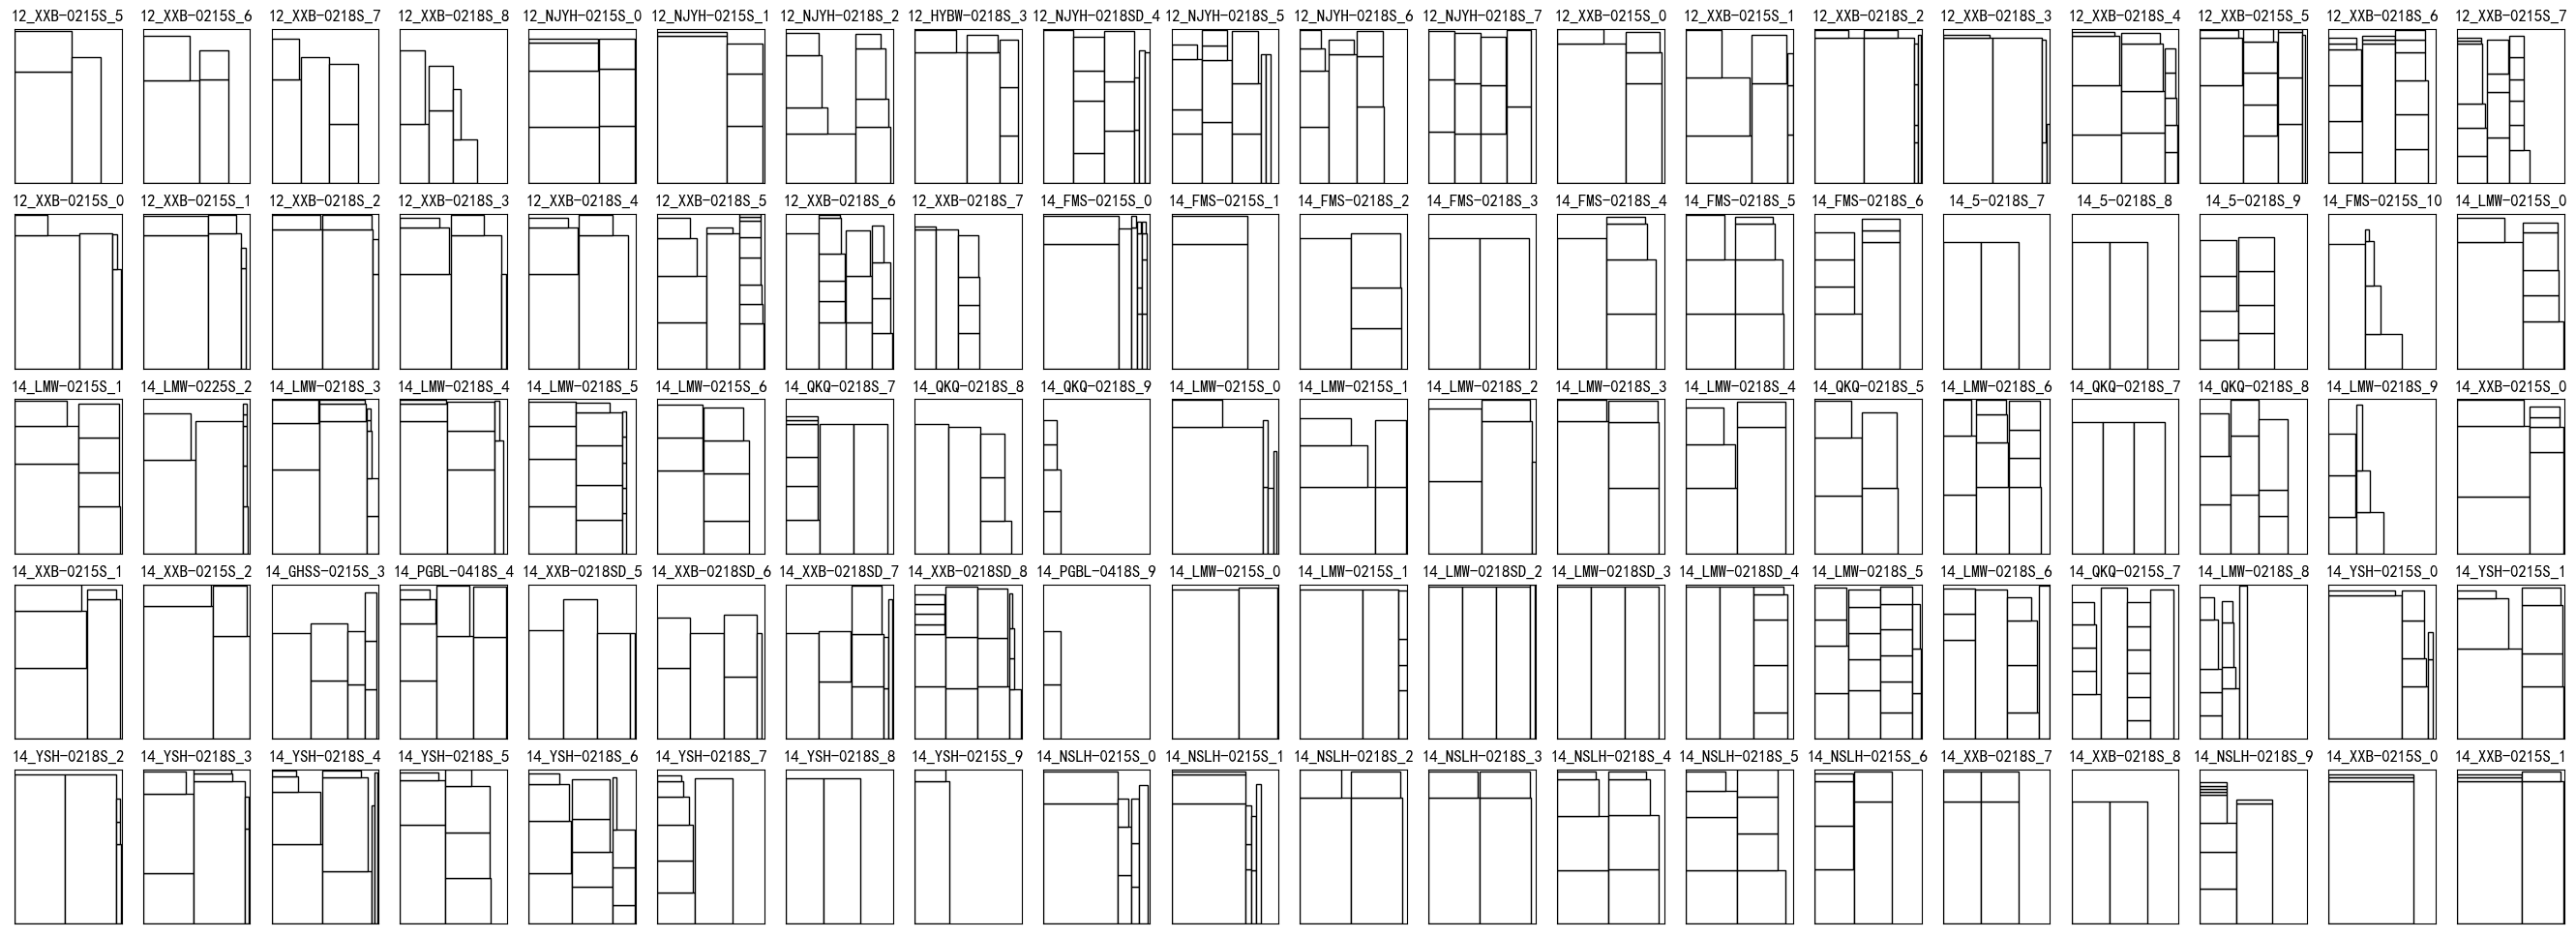 12_XXB-0215S_5 12_XXB-0215S_6 12_XXB-0218S_7 12_XXB-0218S_8 12_NJYH-0215S_0 12_NJYH-0215S_1 12_NJYH-0218S_2 12_HYBW-0218S_3 12_NJYH-0218SD_4 12_NJYH-0218S_5 12_NJYH-0218S_6 12_NJYH-0218S_7 12_XXB-0215S_0 12_XXB-0215S_1 12_XXB-0218S_2 12_XXB-0218S_3 12_XXB-0218S_4 12_XXB-0215S_5 12_XXB-0218S_6 12_XXB-0215S_7
12_XXB-0215S_0 12_XXB-0215S_1 12_XXB-0218S_2 12_XXB-0218S_3 12_XXB-0218S_4 12_XXB-0218S_5 12_XXB-0218S_6 12_XXB-0218S_7 14_FMS-0215S_0 14_FMS-0215S_1 14_FMS-0218S_2 14_FMS-0218S_3 14_FMS-0218S_4 14_FMS-0218S_5 14_FMS-0218S_6 14_5-0218S_7 14_5-0218S_8 14_5-0218S_9 14_FMS-0215S_10 14_LMW-0215S_0
14_LMW-0215S_1 14_LMW-0225S_2 14_LMW-0218S_3 14_LMW-0218S_4 14_LMW-0218S_5 14_LMW-0215S_6 14_QKQ-0218S_7 14_QKQ-0218S_8 14_QKQ-0218S_9 14_LMW-0215S_0 14_LMW-0215S_1 14_LMW-0218S_2 14_LMW-0218S_3 14_LMW-0218S_4 14_QKQ-0218S_5 14_LMW-0218S_6 14_QKQ-0218S_7 14_QKQ-0218S_8 14_LMW-0218S_9 14_XXB-0215S_0
14_XXB-0215S_1 14_XXB-0215S_2 14_GHSS-0215S_3 14_PGBL-0418S_4 14_XXB-0218SD_5 14_XXB-0218SD_6 14_XXB-0218SD_7 14_XXB-0218SD_8 14_PGBL-0418S_9 14_LMW-0215S_0 14_LMW-0215S_1 14_LMW-0218SD_2 14_LMW-0218SD_3 14_LMW-0218SD_4 14_LMW-0218S_5 14_LMW-0218S_6 14_QKQ-0215S_7 14_LMW-0218S_8 14_YSH-0215S_0 14_YSH-0215S_1
14_YSH-0218S_2 14_YSH-0218S_3 14_YSH-0218S_4 14_YSH-0218S_5 14_YSH-0218S_6 14_YSH-0218S_7 14_YSH-0218S_8 14_YSH-0215S_9 14_NSLH-0215S_0 14_NSLH-0215S_1 14_NSLH-0218S_2 14_NSLH-0218S_3 14_NSLH-0218S_4 14_NSLH-0218S_5 14_NSLH-0215S_6 14_XXB-0218S_7 14_XXB-0218S_8 14_NSLH-0218S_9 14_XXB-0215S_0 14_XXB-0215S_1